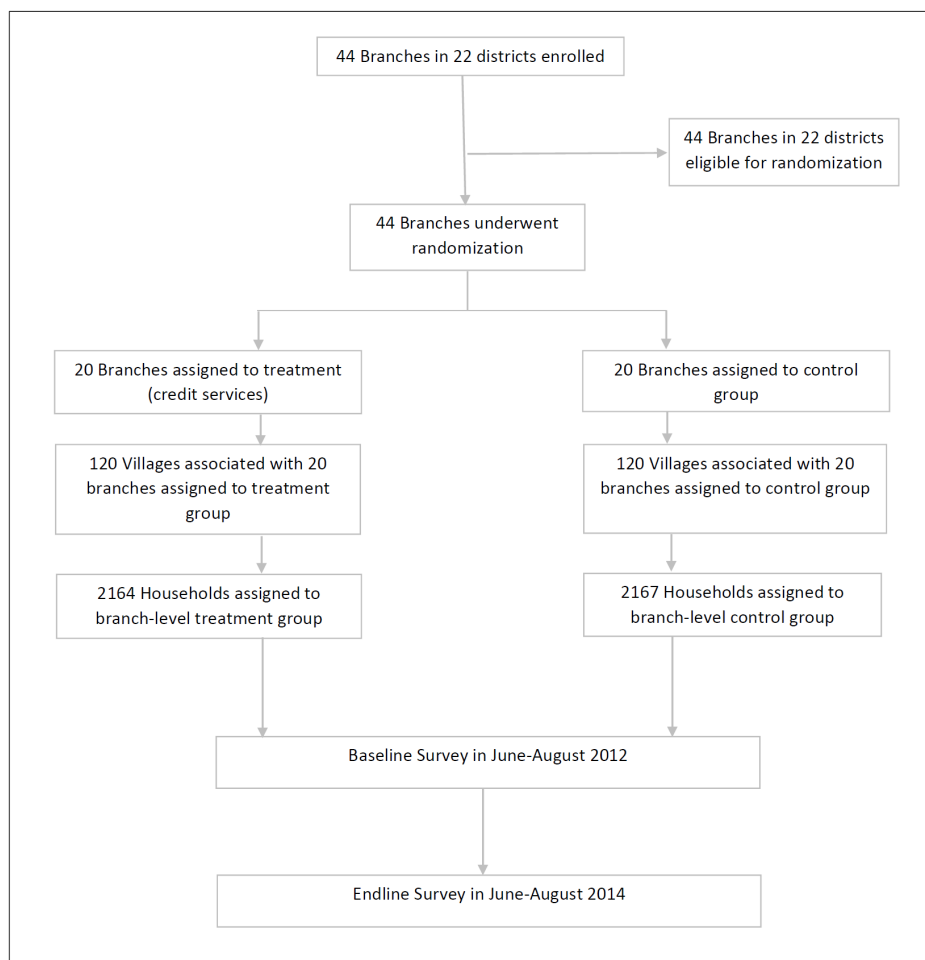 44 Branches in 22 districts enrolled
44 Branches in 22 districts
eligible for randomization
44 Branches underwent
randomization
20 Branches assigned to treatment
(credit services)
20 Branches assigned to control
group
120 Villages associated with 20
branches assigned to treatment
group
120 Villages associated with 20
branches assigned to control group
2164 Households assigned to
branch-level treatment group
2167 Households assigned to
branch-level control group
Baseline Survey in June-August 2012
Endline Survey in June-August 2014